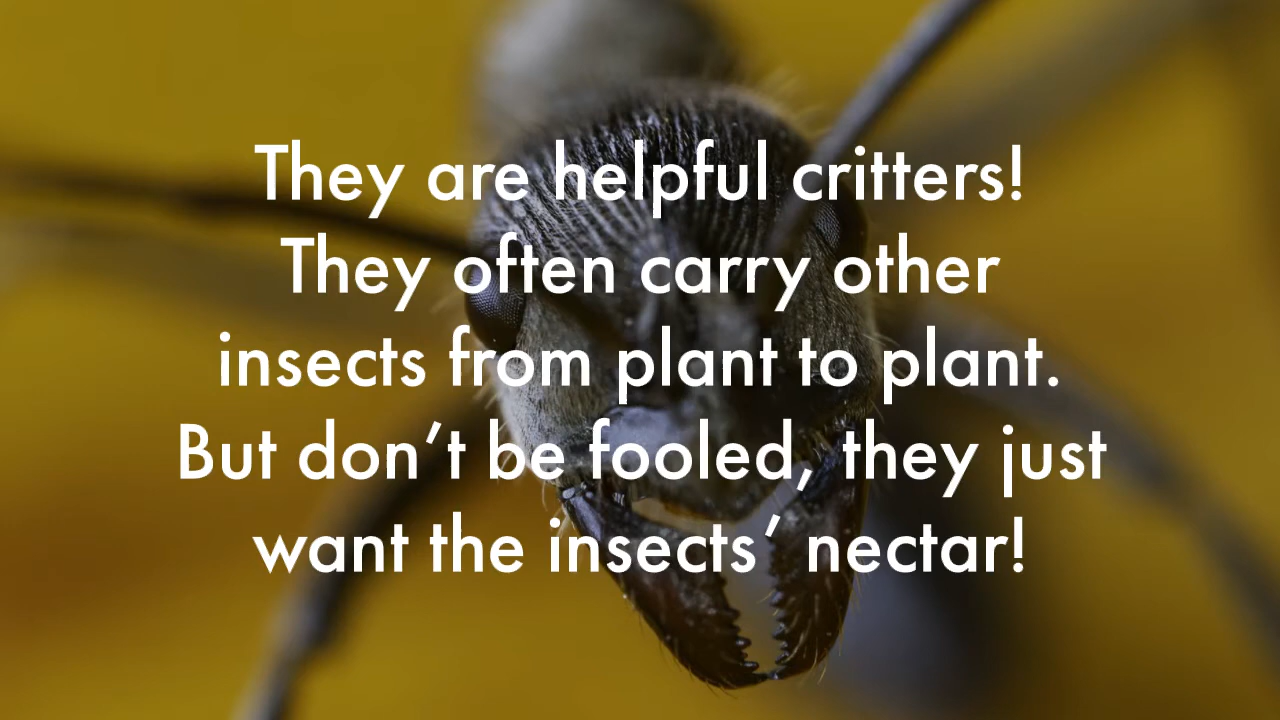 They are helpful critters!
They often carry other
insects from plant to plant.
But don’t be fooled, they just
want the insects’ nectar!